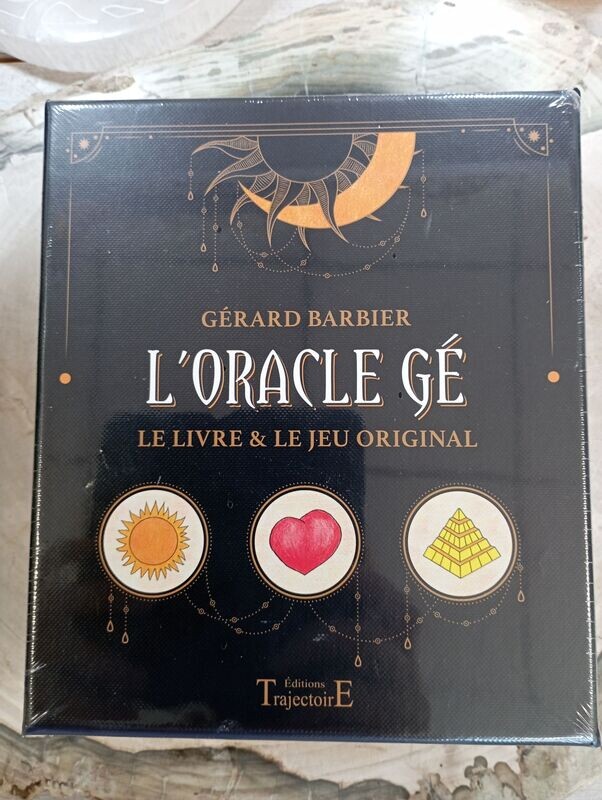 GÉRARD BARBIER
L'ORACLE GÉ
LE LIVRE & LE JEU ORIGINAL
Éditions
TrajectoirE